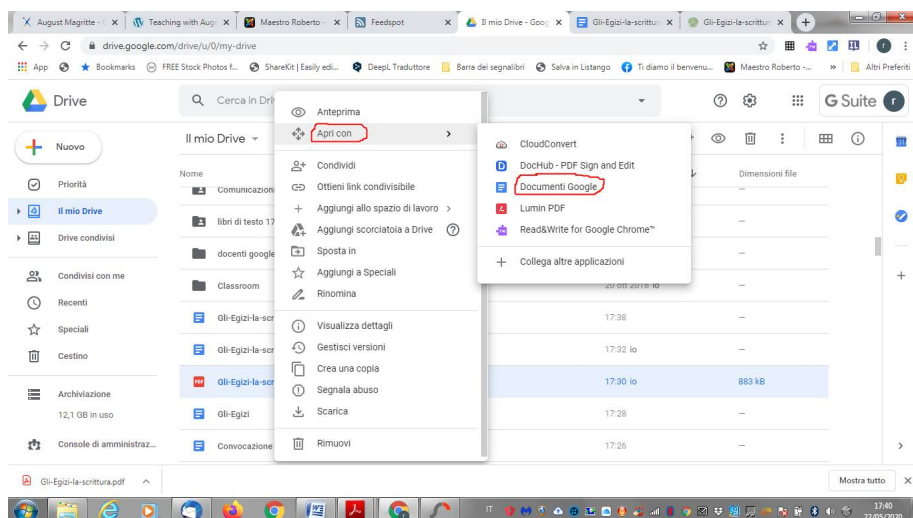 August Magritte - G
Teaching with Aug
Maestro Roberto -
Feedspot
Il mio Drive - Goog
Gli-Egizi-la-scrittur
Gli-Egizi-la-scrittur
drive.google.com/drive/u/0/my-drive
App
Bookmarks
FREE Stock Photos f...
ShareKit | Easily edi...
DeepL Traduttore
Barra dei segnalibri
Salva in Listango
Ti diamo il benvenu...
Maestro Roberto -...
»
Altri Preferiti
Drive
Cerca in Dri
G Suite
r
Nuovo
Il mio Drive
Priorità
Il mio Drive
Drive condivisi
Condivisi con me
Recenti
Speciali
Cestino
Archiviazione
12,1 GB in uso
Console di amministraz...
Nome
Dimensioni file
Comunicazion
–
libri di testo 17
–
docenti google
–
Classroom
20 ott 2016 io
–
Gli-Egizi-la-scr
17:38
–
Gli-Egizi-la-scr
17:32 io
–
PDF
Gli-Egizi-la-scr
17:30 io
883 kB
Gli-Egizi
17:28
–
Convocazione
17:26
–
Anteprima
Apri con
Condividi
Ottieni link condivisibile
Aggiungi allo spazio di lavoro
Aggiungi scorciatoia a Drive
Sposta in
Aggiungi a Speciali
Rinomina
Visualizza dettagli
Gestisci versioni
Crea una copia
Segnala abuso
Scarica
Rimuovi
CloudConvert
DocHub - PDF Sign and Edit
Documenti Google
Lumin PDF
Read&Write for Google Chrome™
Collega altre applicazioni
Gli-Egizi-la-scrittura.pdf
Mostra tutto
IT
17:40
22/05/2020